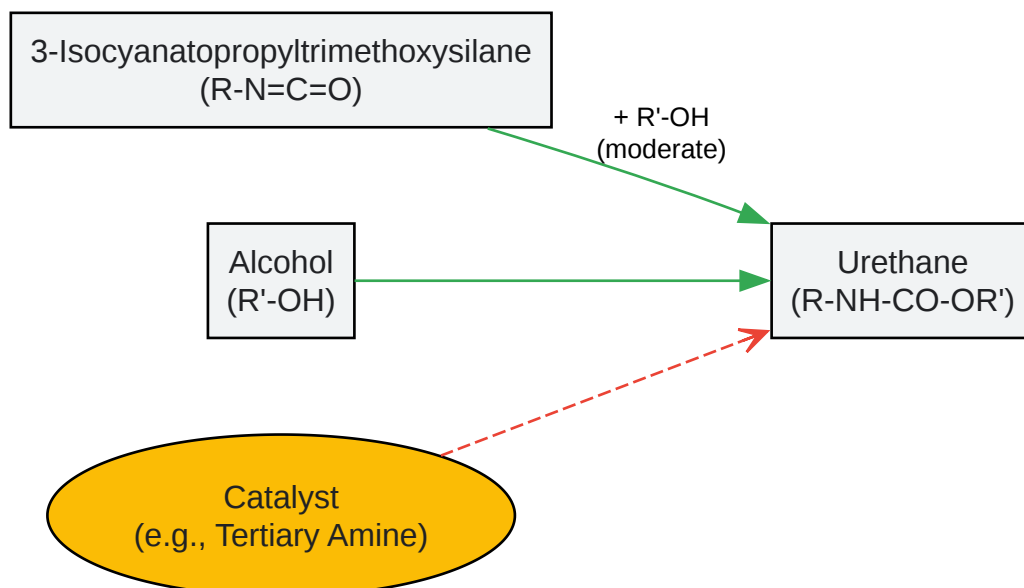 3-Isocyanatopropyltrimethoxysilane
(R-N=C=O)
+ R'-OH
(moderate)
Alcohol
(R'-OH)
Urethane
(R-NH-CO-OR')
Catalyst
(e.g., Tertiary Amine)